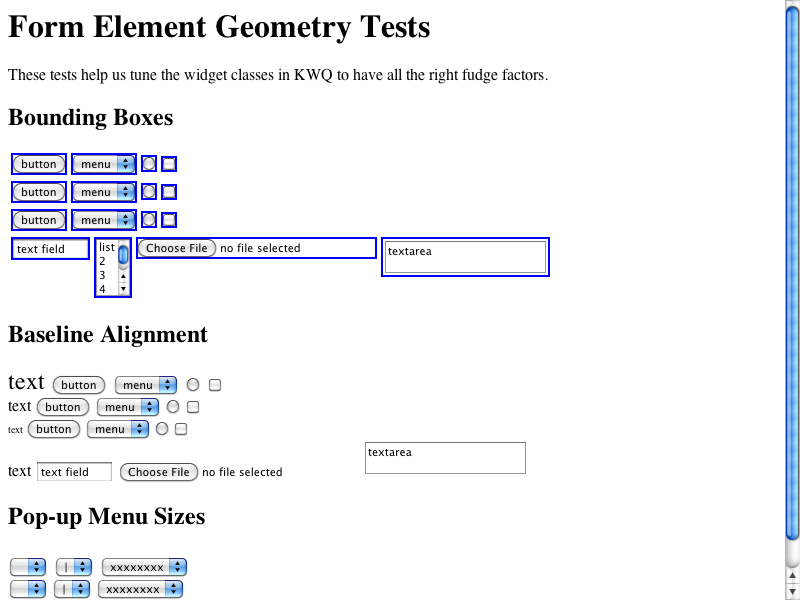 Form Element Geometry Tests
These tests help us tune the widget classes in KWQ to have all the right fudge factors.
Bounding Boxes
button menu
button menu
button menu
text field list Choose File no file selected textarea
2
3
4
Baseline Alignment
text button menu
text button menu
text button menu
textarea
text text field Choose File no file selected
Pop-up Menu Sizes
| xxxxxxxx
| xxxxxxxx